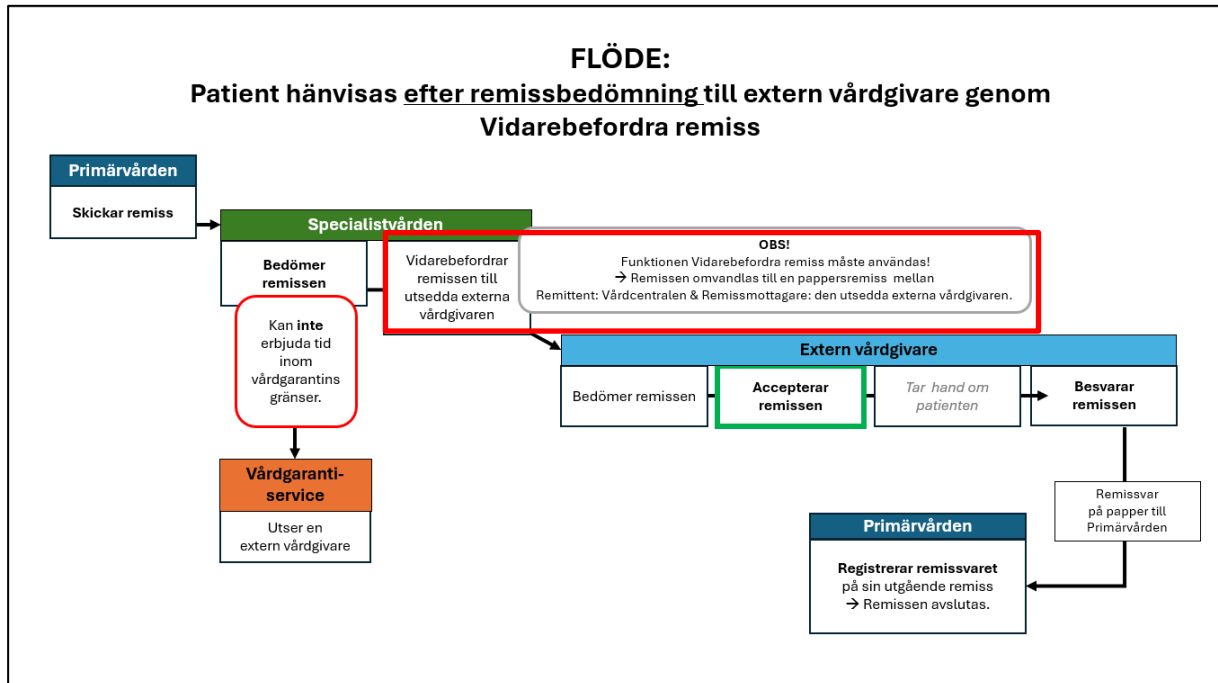 FLÖDE:
Patient hänvisas efter remissbedömning till extern vårdgivare genom
Vidarebefordra remiss
Primärvården
Skickar remiss
Specialistvården
Bedömer
remissen
Vidarebefordrar
remissen till
utsedda externa
vårdgivaren
OBS!
Funktionen Vidarebefordra remiss måste användas!
→ Remissen omvandlas till en pappersremiss mellan
Remittent: Vårdcentralen & Remissmottagare: den utsedda externa vårdgivaren.
Kan inte
erbjuda tid
inom
vårdgarantins
gränser.
Vårdgaranti-
service
Utser en
extern vårdgivare
Extern vårdgivare
Bedömer remissen
Accepterar
remissen
Tar hand om
patienten
Besvarar
remissen
Remissvar
på papper till
Primärvården
Primärvården
Registrerar remissvaret
på sin utgående remiss
→ Remissen avslutas.